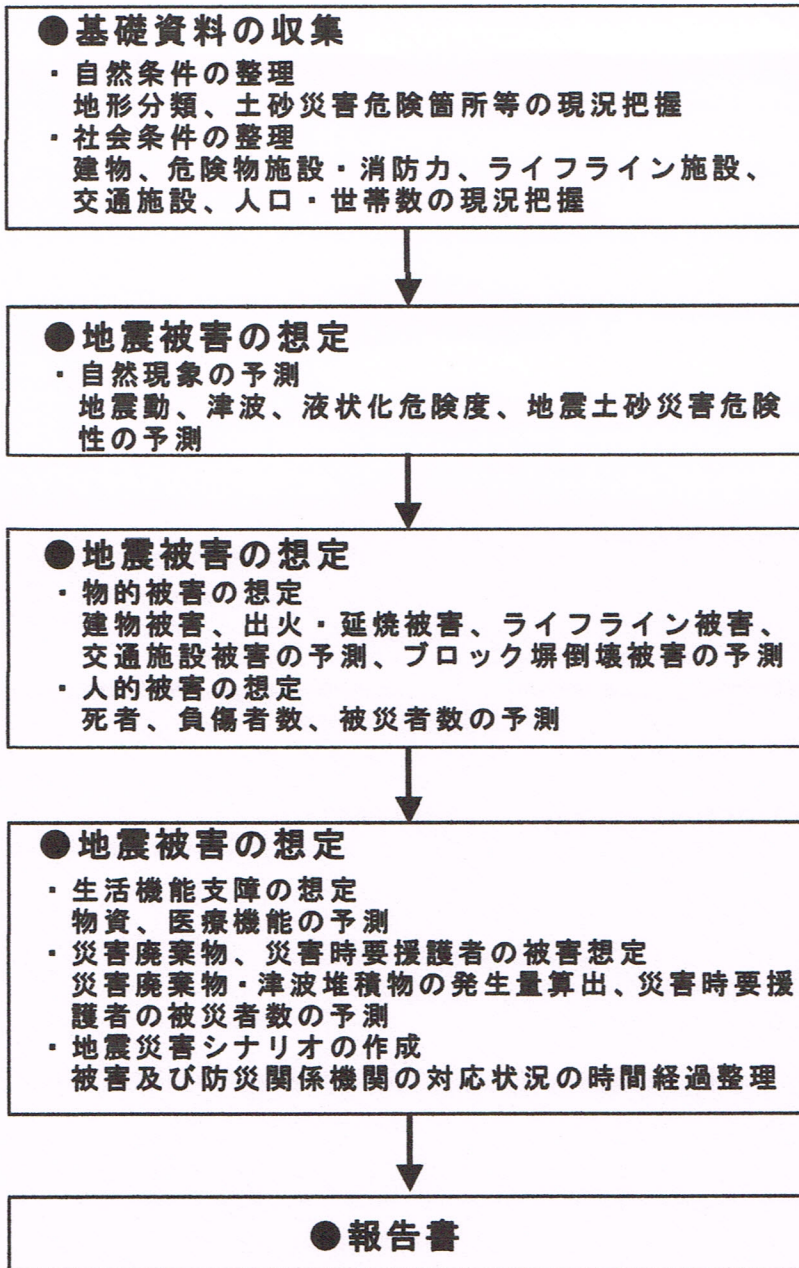 ●基礎資料の収集
・自然条件の整理
地形分類、土砂災害危険箇所等の現況把握
・社会条件の整理
建物、危険物施設・消防力、ライフライン施設、
交通施設、人口・世帯数の現況把握
●地震被害の想定
・自然現象の予測
地震動、津波、液状化危険度、地震土砂災害危険
性の予測
●地震被害の想定
・物的被害の想定
建物被害、出火・延焼被害、ライフライン被害、
交通施設被害の予測、ブロック塀倒壊被害の予測
・人的被害の想定
死者、負傷者数、被災者数の予測
●地震被害の想定
・生活機能支障の想定
物資、医療機能の予測
・災害廃棄物、災害時要援護者の被害想定
災害廃棄物・津波堆積物の発生量算出、災害時要援
護者の被災者数の予測
・地震災害シナリオの作成
被害及び防災関係機関の対応状況の時間経過整理
●報告書